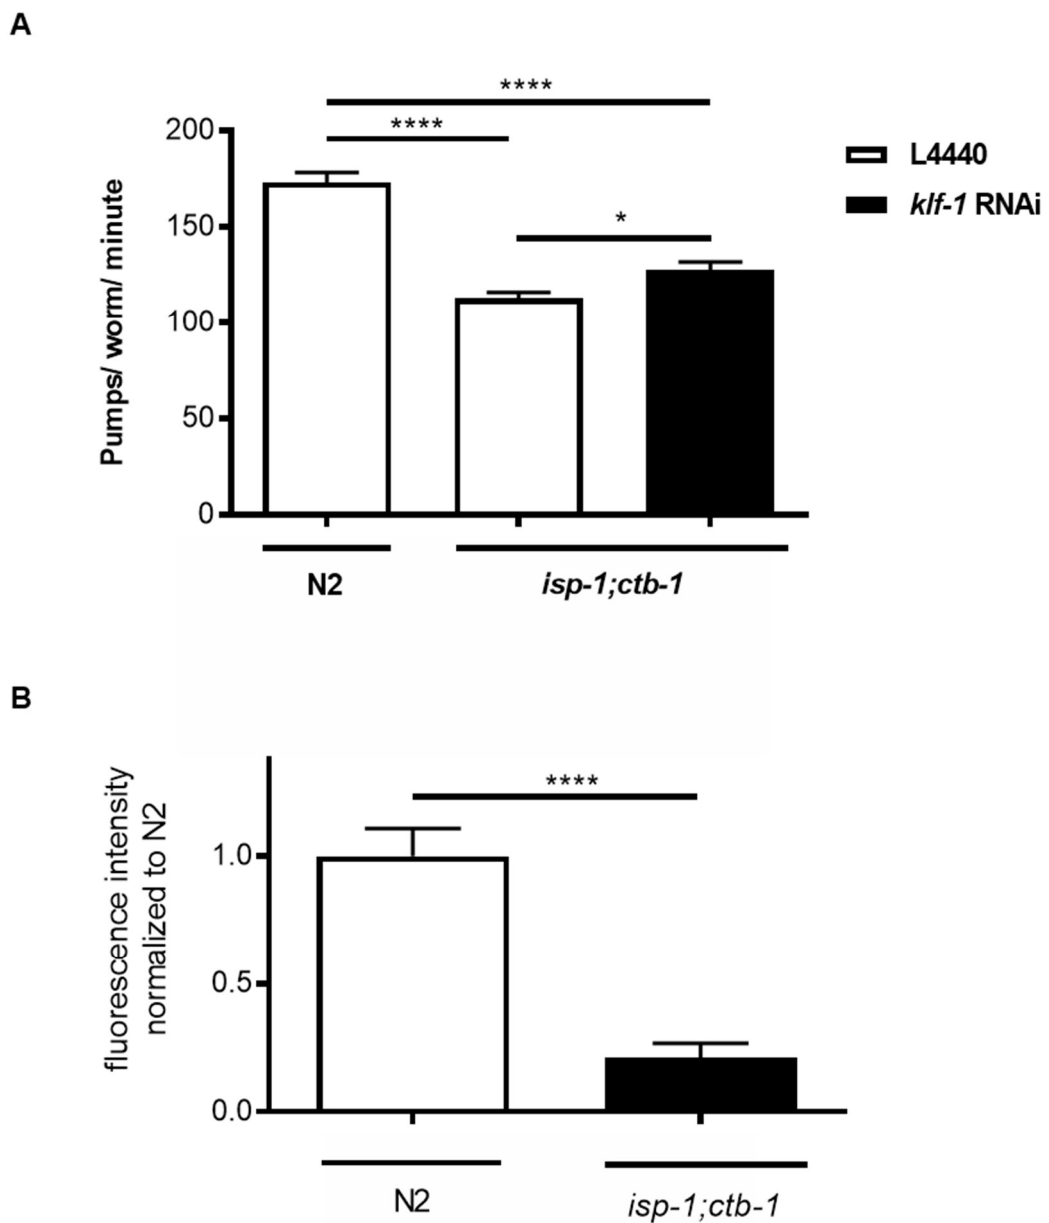 A
****
****
200
L4440
klf-1 RNAi
150
*
100
50
0
Pumps/ worm/ minute
N2
isp-1;ctb-1
B
****
fluorescence intensity
normalized to N2
1.0
0.5
0.0
N2
isp-1;ctb-1